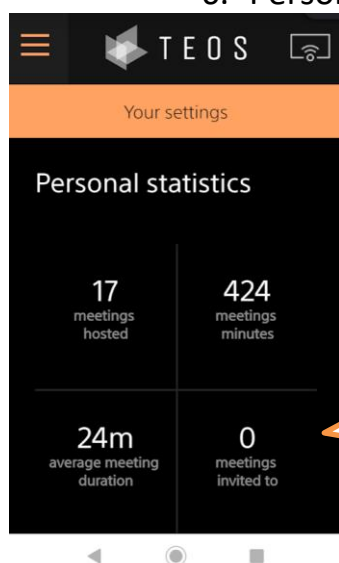 TEOS
Your settings
Personal statistics
17
meetings
hosted
424
meetings
minutes
24m
average meeting
duration
0
meetings
invited to